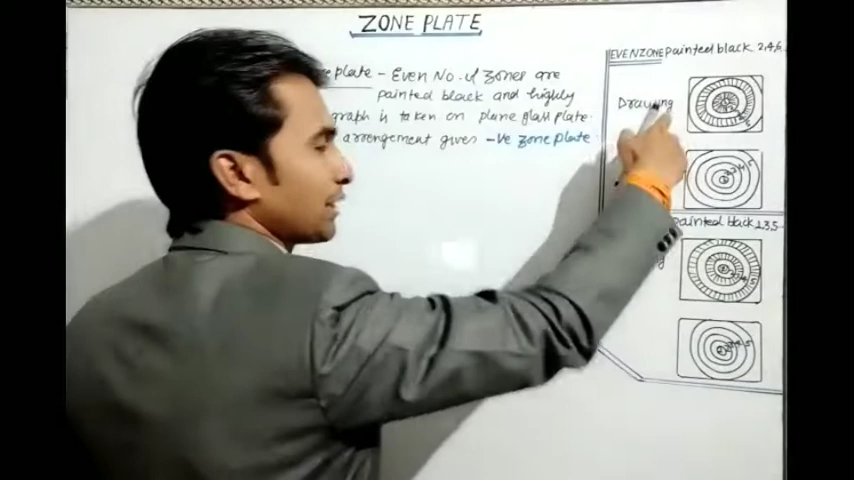 ZONE PLATE
plate - Even No. of zones are
painted black and highly
graph is taken on plane glass plate.
arrangement gives -ve zone plate.
EVEN ZONE painted black 2,4,6,
Drawing
painted back 1,3,5